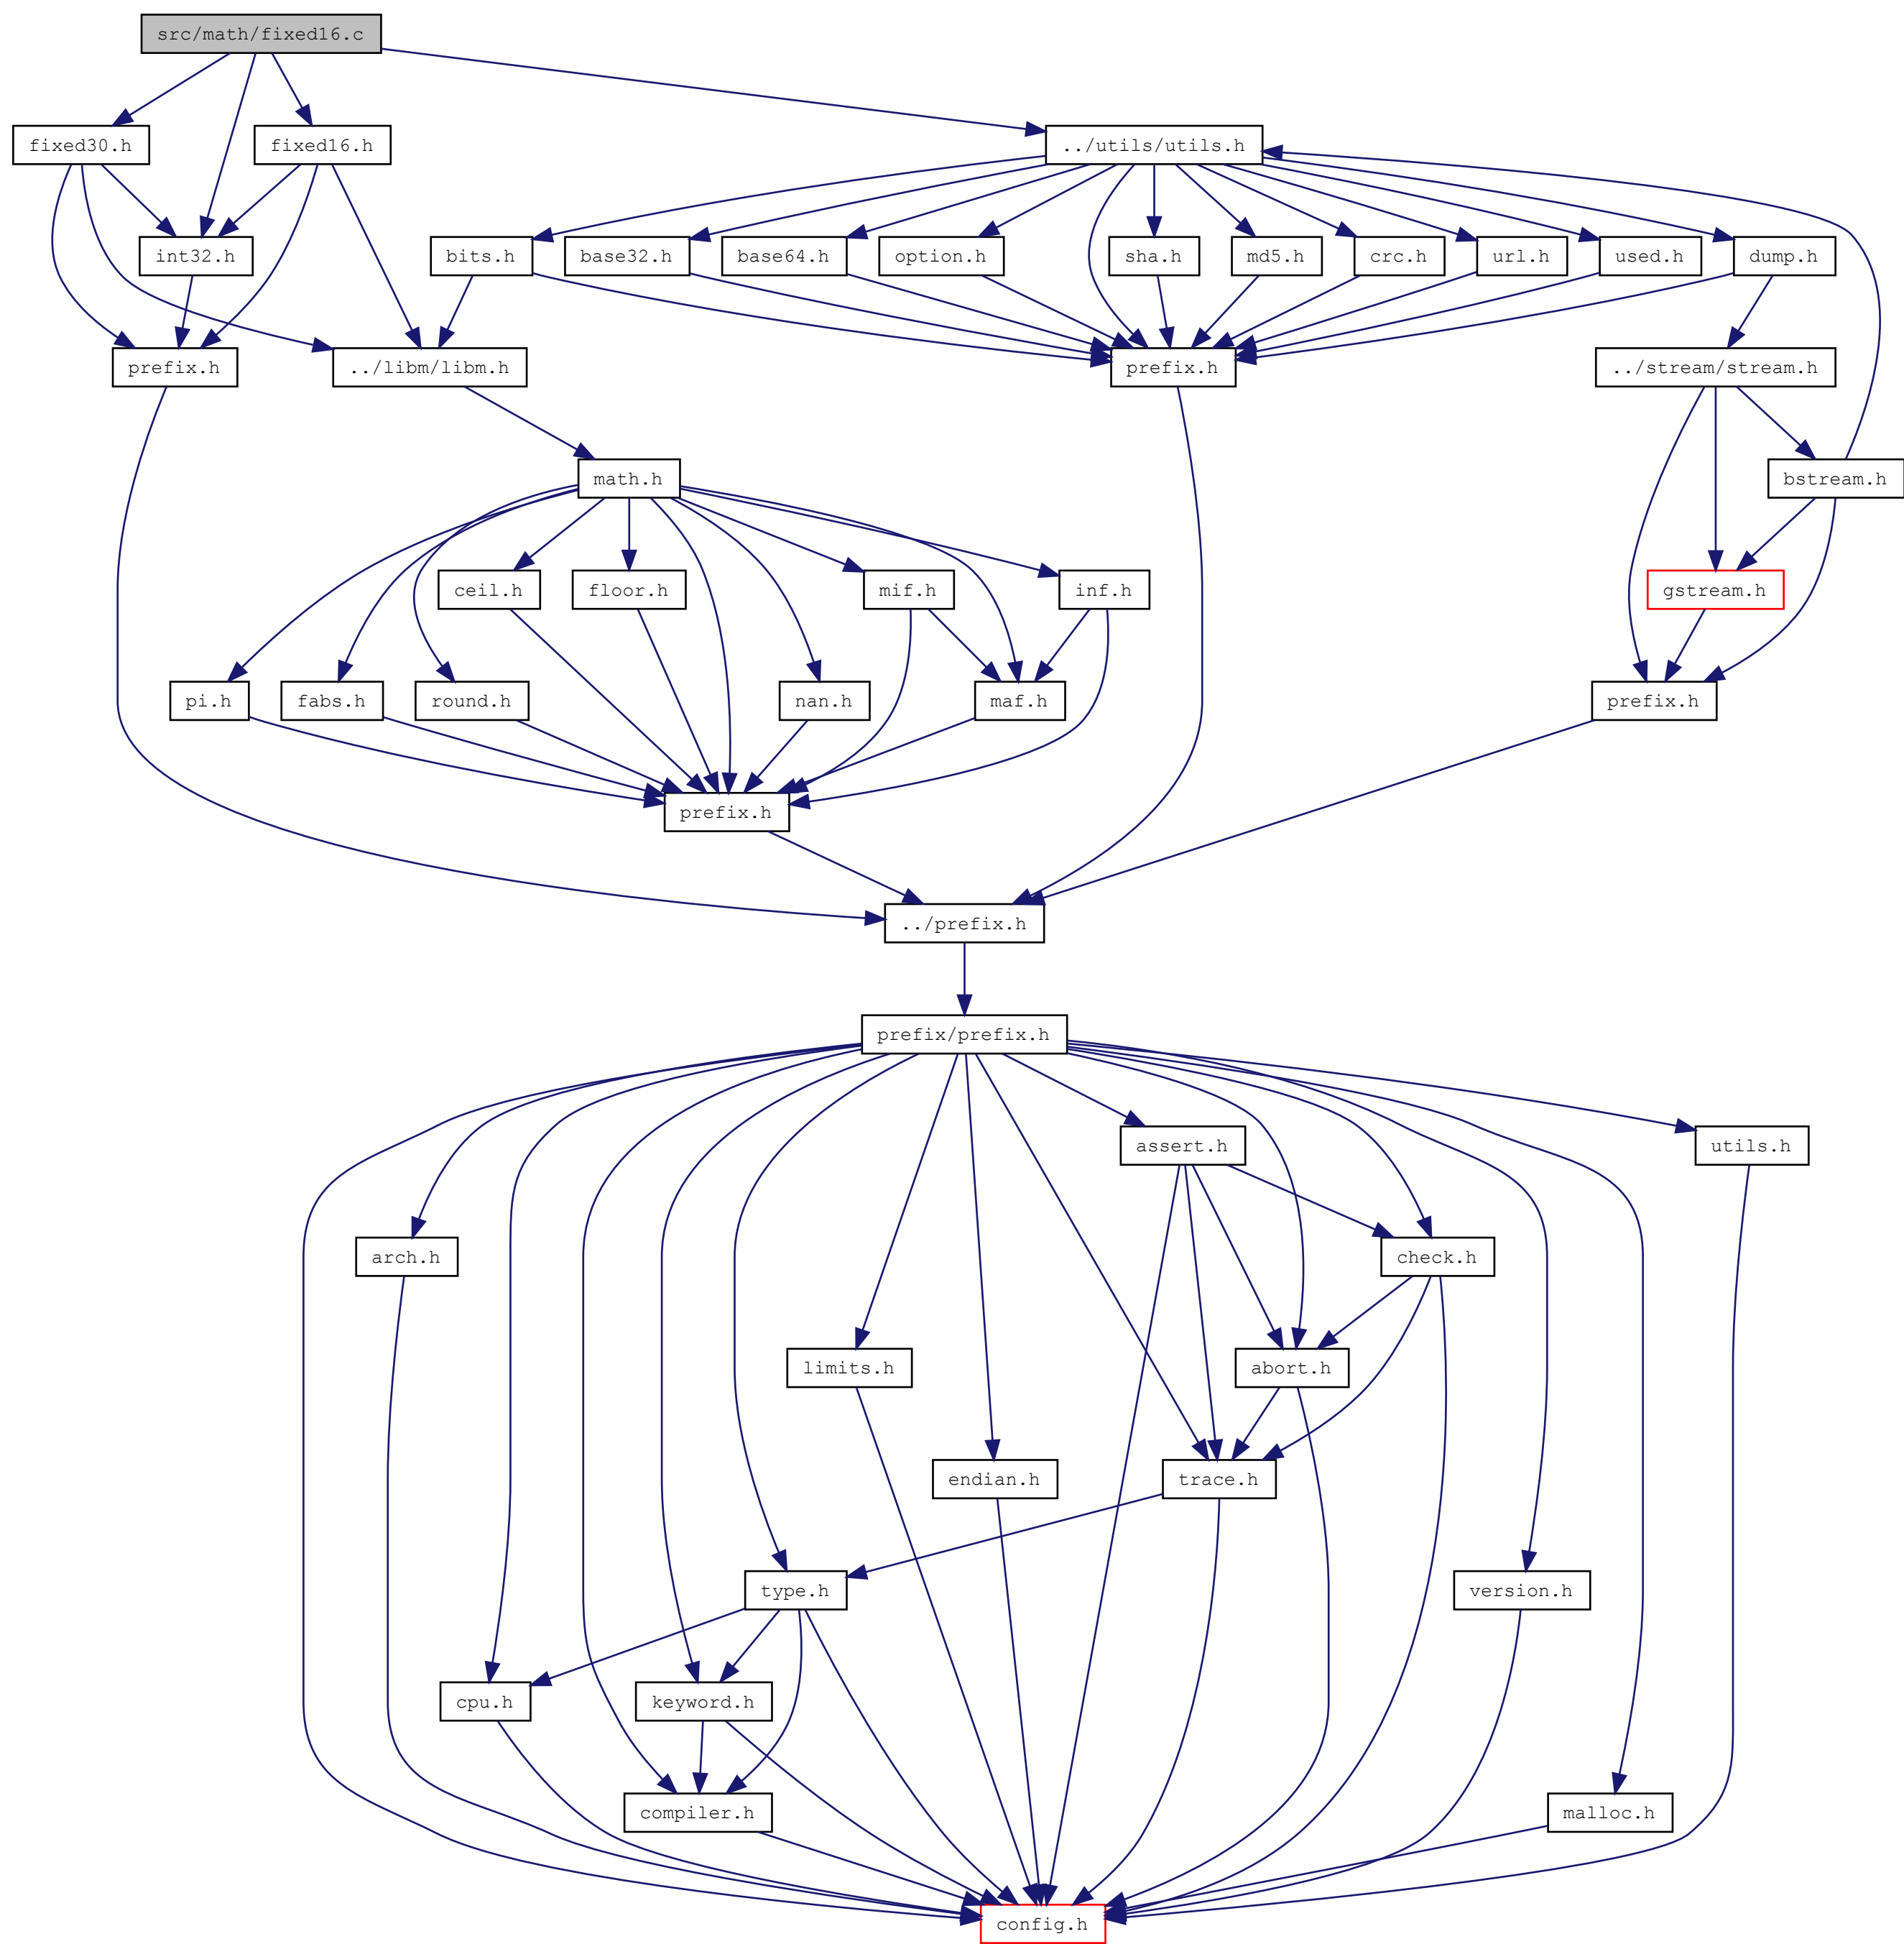 src/math/fixed16.c
fixed30.h
fixed16.h
../utils/utils.h
int32.h
bits.h
base32.h
base64.h
option.h
sha.h
md5.h
crc.h
url.h
used.h
dump.h
prefix.h
../libm/libm.h
prefix.h
../stream/stream.h
math.h
bstream.h
ceil.h
floor.h
mif.h
inf.h
gstream.h
pi.h
fabs.h
round.h
nan.h
maf.h
prefix.h
prefix.h
../prefix.h
prefix/prefix.h
assert.h
utils.h
arch.h
check.h
limits.h
abort.h
endian.h
trace.h
type.h
version.h
cpu.h
keyword.h
compiler.h
malloc.h
config.h